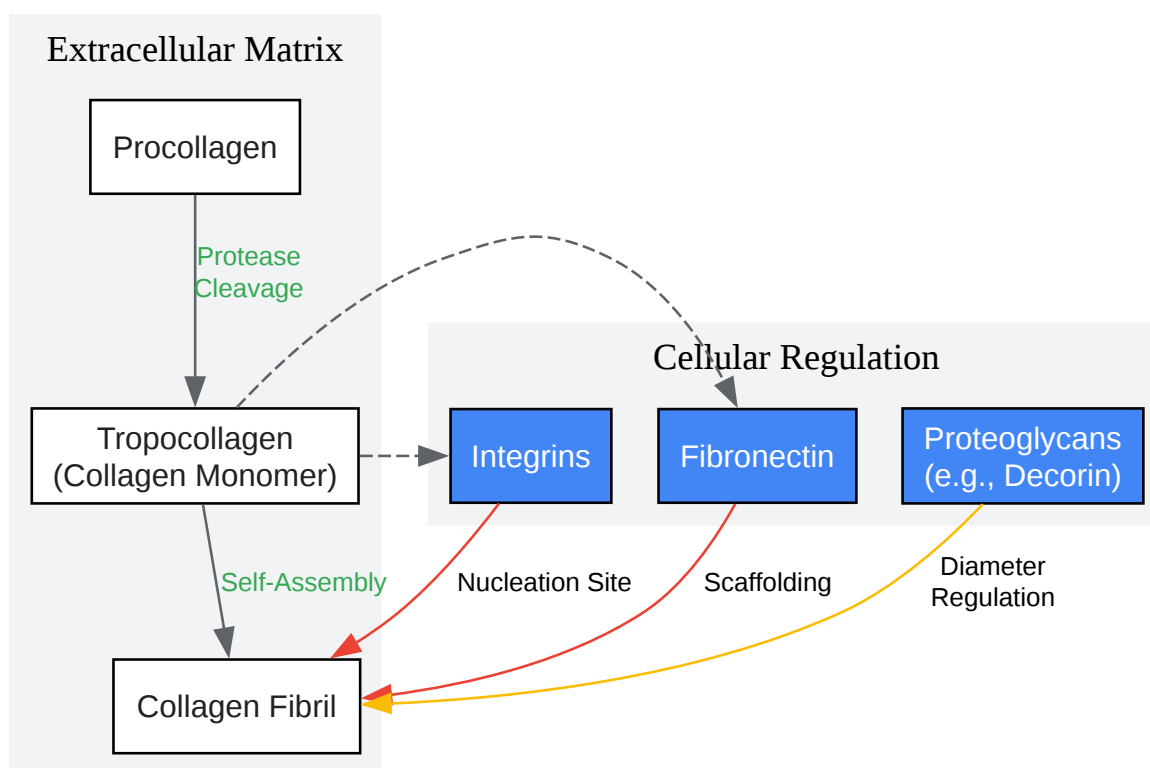 Extracellular Matrix
Procollagen
Protease
Cleavage
Cellular Regulation
Tropocollagen
(Collagen Monomer)
Integrins
Fibronectin
Proteoglycans
(e.g., Decorin)
Self-Assembly
Nucleation Site
Scaffolding
Diameter
Regulation
Collagen Fibril